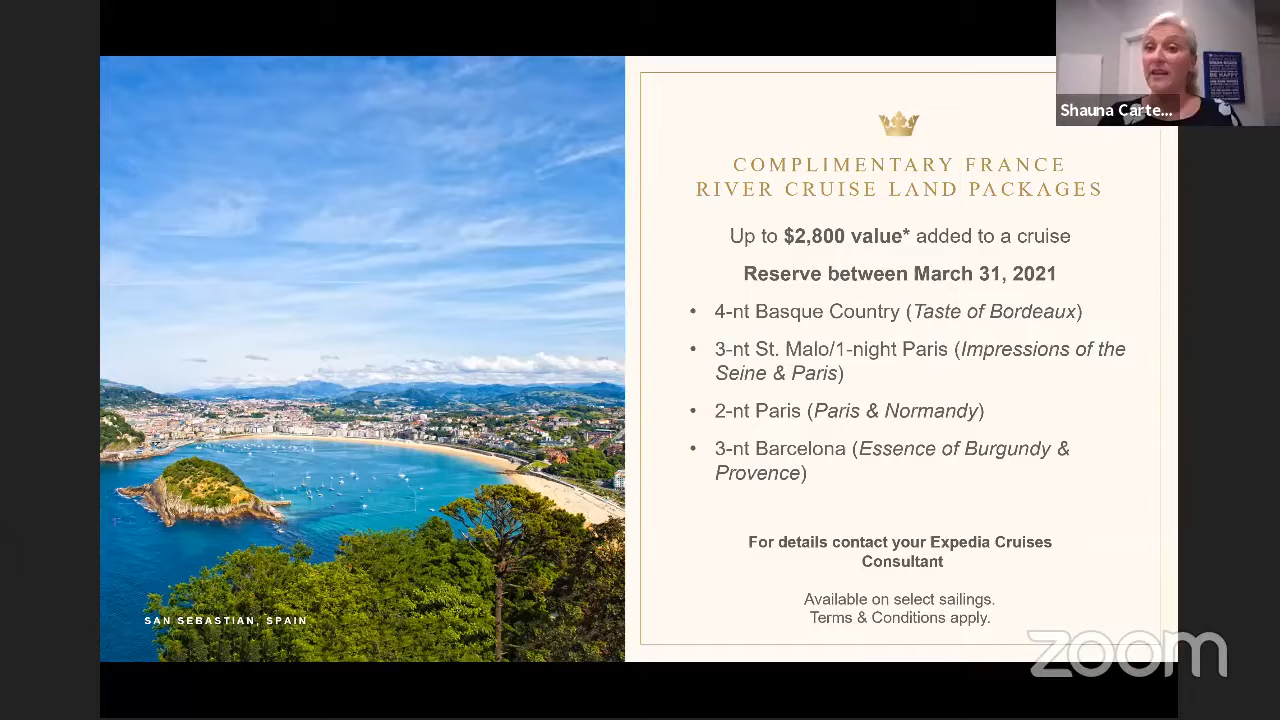 Shauna Carte...
COMPLIMENTARY FRANCE
RIVER CRUISE LAND PACKAGES
Up to $2,800 value* added to a cruise
Reserve between March 31, 2021
• 4-nt Basque Country (Taste of Bordeaux)
• 3-nt St. Malo/1-night Paris (Impressions of the
Seine & Paris)
• 2-nt Paris (Paris & Normandy)
• 3-nt Barcelona (Essence of Burgundy &
Provence)
For details contact your Expedia Cruises
Consultant
Available on select sailings.
Terms & Conditions apply.
SAN SEBASTIAN, SPAIN
zoom